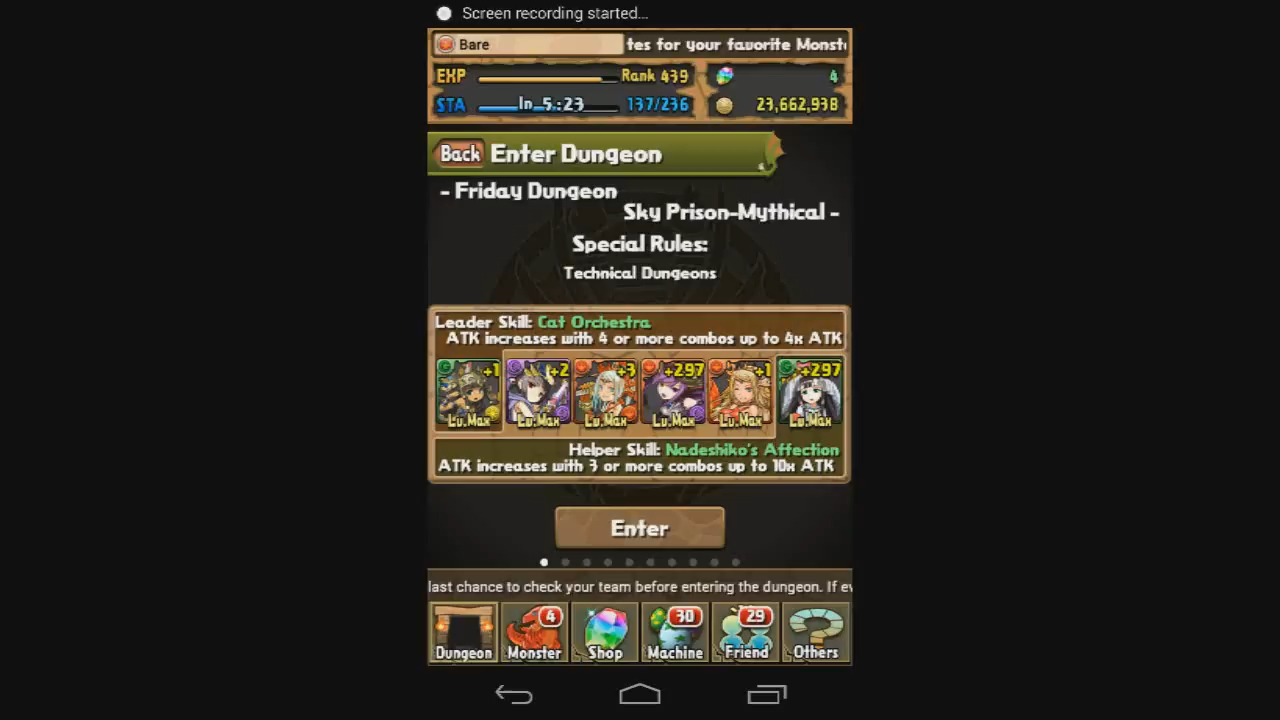 Screen recording started...
Bare
tes for your favorite Monst
EXP
Rank 439
4
STA
In 5:23
137/236
23,662,938
Back
Enter Dungeon
- Friday Dungeon
Sky Prison-Mythical -
Special Rules:
Technical Dungeons
Leader Skill: Cat Orchestra
ATK increases with 4 or more combos up to 4x ATK
+1 +2 +3 +297 +1 +297
Lv.Max Lv.Max Lv.Max Lv.Max Lv.Max Lv.Max
Helper Skill: Nadeshiko's Affection
ATK increases with 3 or more combos up to 10x ATK
Enter
last chance to check your team before entering the dungeon. If ev
4 30 29
Dungeon Monster Shop Machine Friend Others